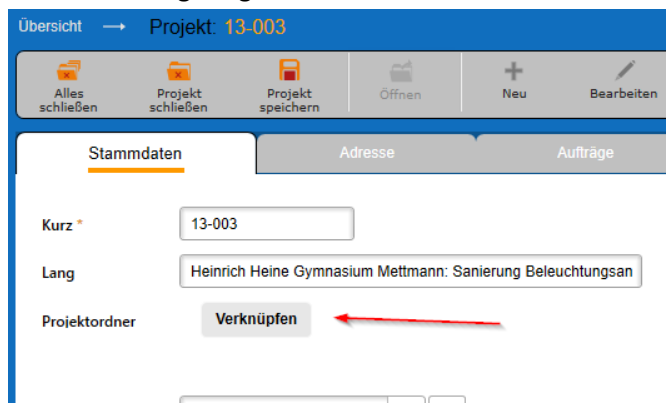 Übersicht → Projekt: 13-003
Alles schließen
Projekt schließen
Projekt speichern
Öffnen
Neu
Bearbeiten
Stammdaten
Adresse
Aufträge
Kurz *
13-003
Lang
Heinrich Heine Gymnasium Mettmann: Sanierung Beleuchtungsan
Projektordner
Verknüpfen